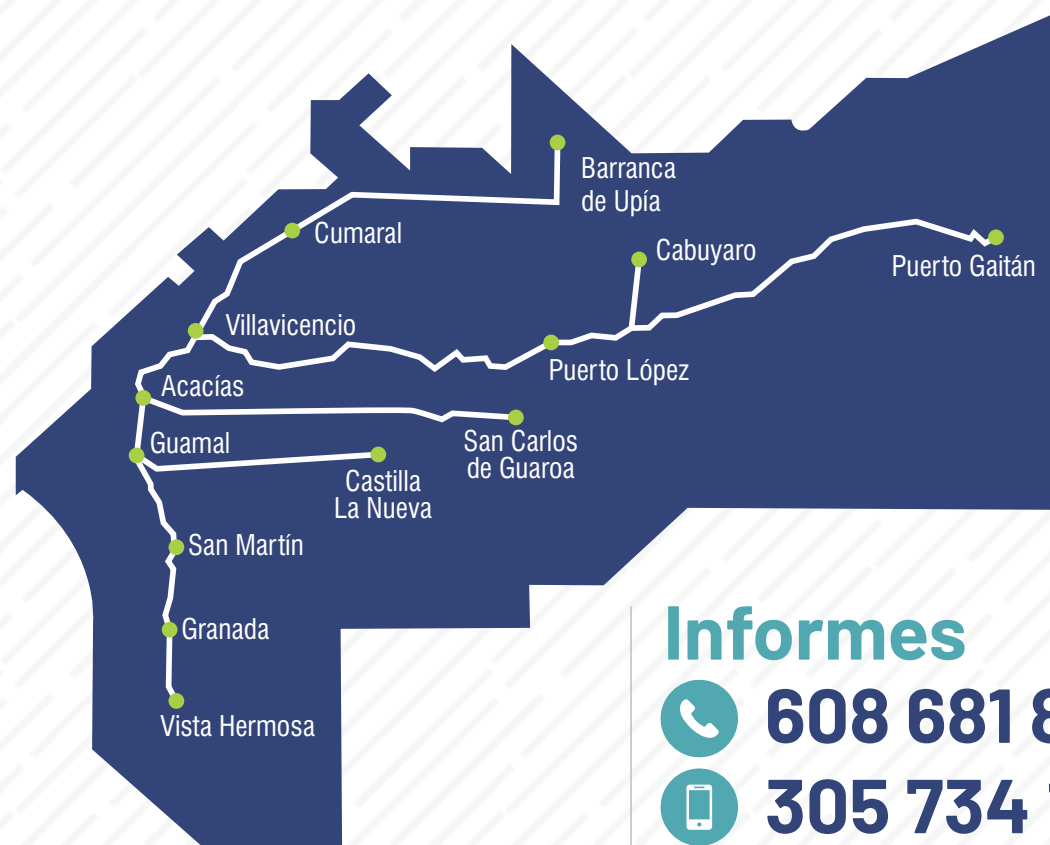 Barranca
de Upía
Cumaral
Cabuyaro
Puerto Gaitán
Villavicencio
Puerto López
Acacías
Guamal
San Carlos
de Guaroa
Castilla
La Nueva
San Martín
Granada
Vista Hermosa
Informes
608 681
305 734